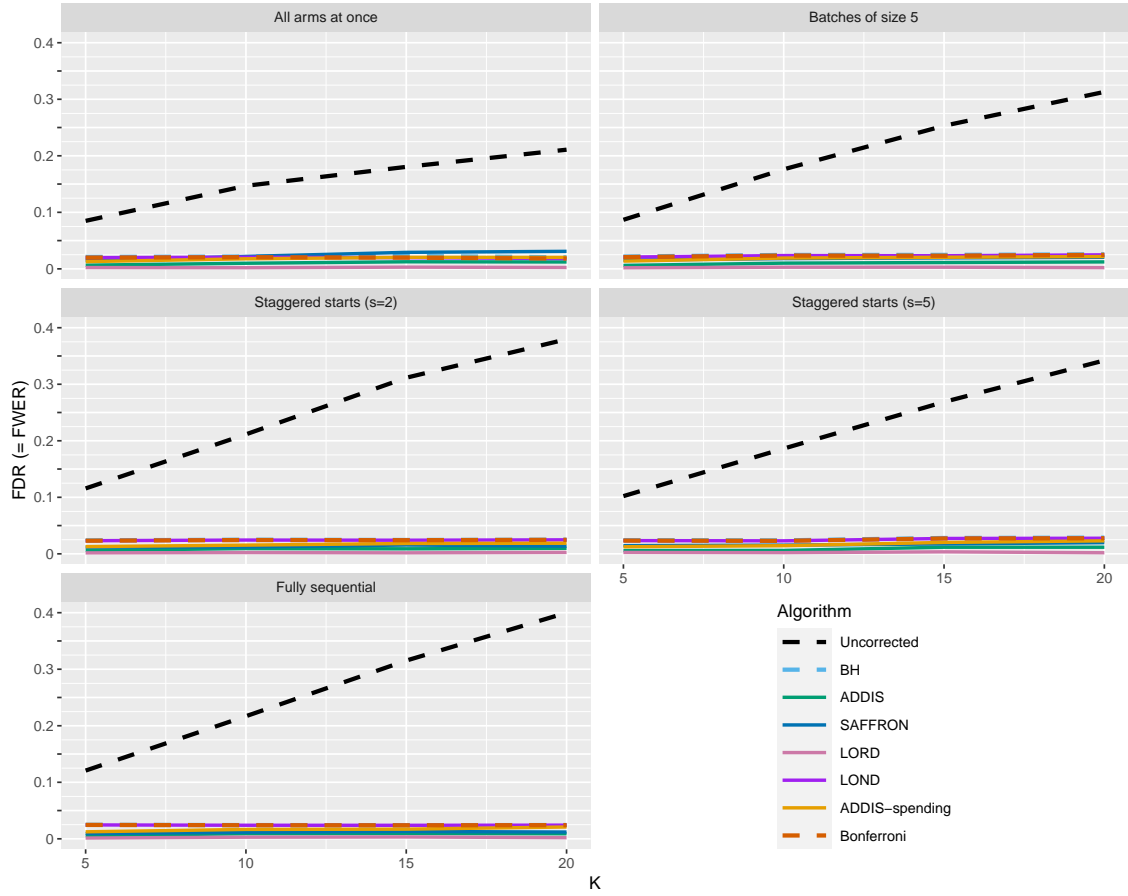 All arms at once
Batches of size 5
0.4
0.3
0.2
0.1
0
Staggered starts (s=2)
Staggered starts (s=5)
0.4
0.3
0.2
0.1
0
5
10
15
20
Fully sequential
0.4
0.3
0.2
0.1
0
5
10
15
20
K
FDR (= FWER)
Algorithm
Uncorrected
BH
ADDIS
SAFFRON
LORD
LOND
ADDIS−spending
Bonferroni